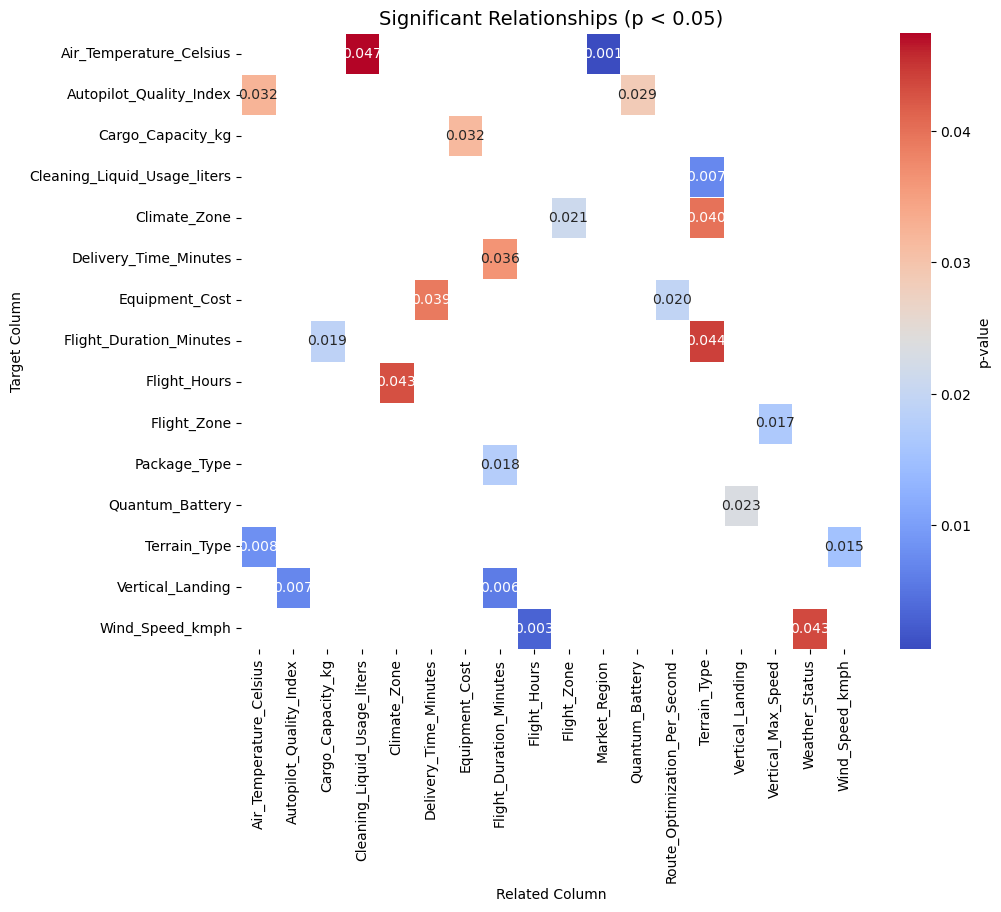 Significant Relationships (p < 0.05)
Target Column
Air_Temperature_Celsius 0.047 0.001
Autopilot_Quality_Index 0.032 0.029
Cargo_Capacity_kg 0.032
Cleaning_Liquid_Usage_liters 0.007
Climate_Zone 0.021 0.040
Delivery_Time_Minutes 0.036
Equipment_Cost 0.039 0.020
Flight_Duration_Minutes 0.019 0.044
Flight_Hours 0.043
Flight_Zone 0.017
Package_Type 0.018
Quantum_Battery 0.023
Terrain_Type 0.008 0.015
Vertical_Landing 0.007 0.006
Wind_Speed_kmph 0.003 0.043
Air_Temperature_Celsius
Autopilot_Quality_Index
Cargo_Capacity_kg
Cleaning_Liquid_Usage_liters
Climate_Zone
Delivery_Time_Minutes
Equipment_Cost
Flight_Duration_Minutes
Flight_Hours
Flight_Zone
Market_Region
Quantum_Battery
Route_Optimization_Per_Second
Terrain_Type
Vertical_Landing
Vertical_Max_Speed
Weather_Status
Wind_Speed_kmph
Related Column
0.04
0.03
0.02
0.01
p-value